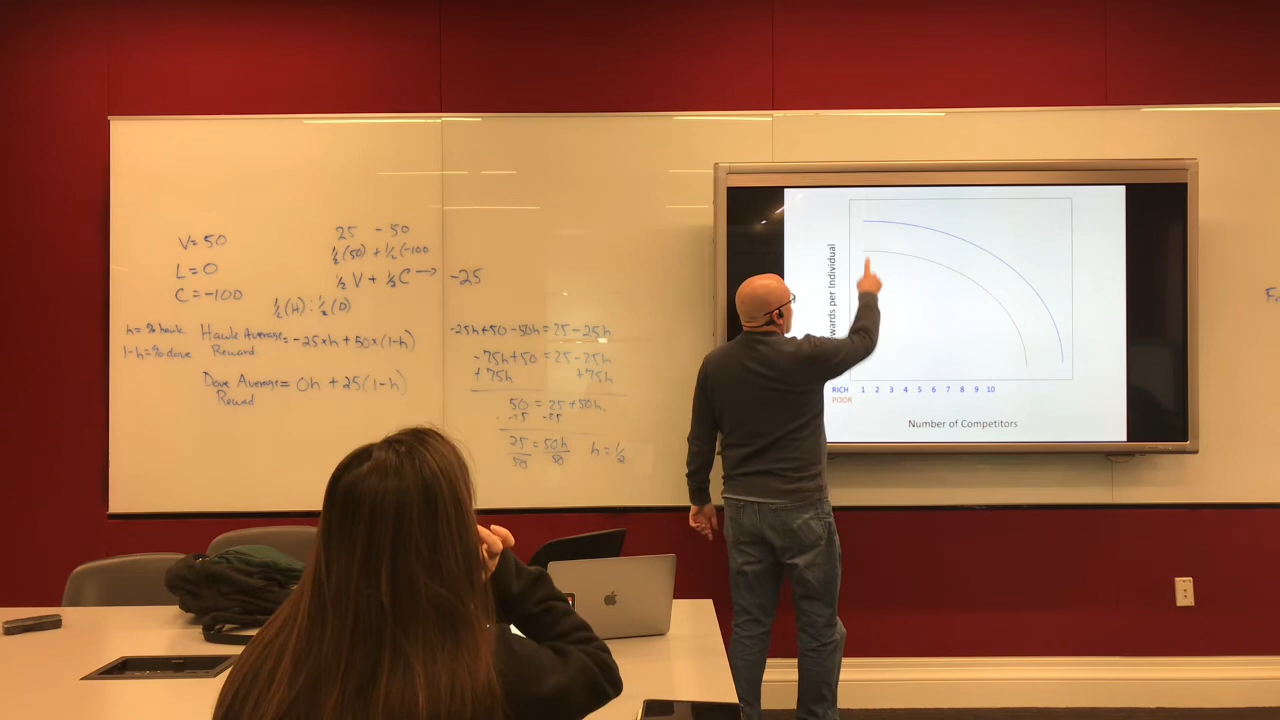 V= 50
L= 0
C= -100
25 - 50
½(50) + ½(-100
½V + ½C → -25
½(H) : ½(D)
h= % hawk
1-h= % dove
Hawk Average Reward = -25×h + 50×(1-h)
Dove Average Reward = 0h + 25(1-h)
-25h+50-50h = 25-25h
-75h+50 = 25-25h
+75h +75h
50 = 25+50h
-25 -25
25/50 = 50h/50 h= ½
wards per Individual
RICH 1 2 3 4 5 6 7 8 9 10
POOR
Number of Competitors